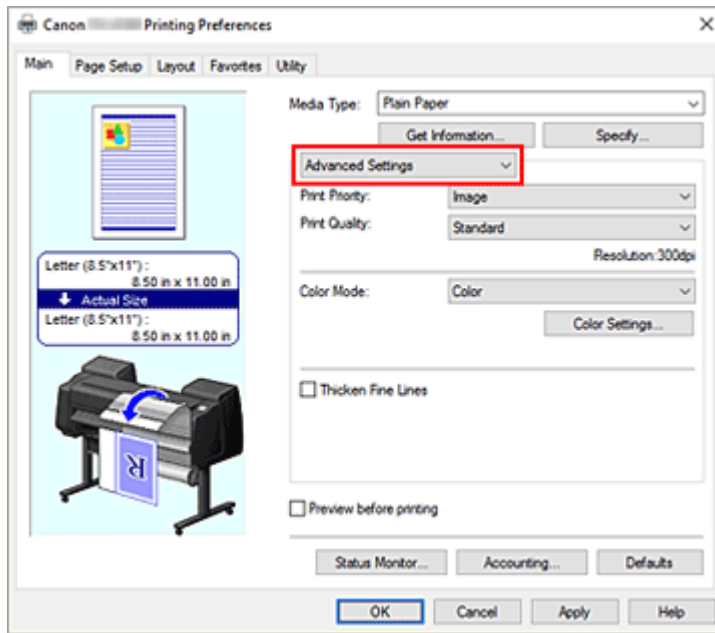 Canon Printing Preferences
Main Page Setup Layout Favorites Utility
Media Type: Plain Paper
Get Information... Specify...
Advanced Settings
Print Priority: Image
Print Quality: Standard
Resolution:300dpi
Letter (8.5"x11") :
8.50 in x 11.00 in
Actual Size
Letter (8.5"x11") :
8.50 in x 11.00 in
Color Mode: Color
Color Settings...
Thicken Fine Lines
R
Preview before printing
Status Monitor... Accounting... Defaults
OK Cancel Apply Help